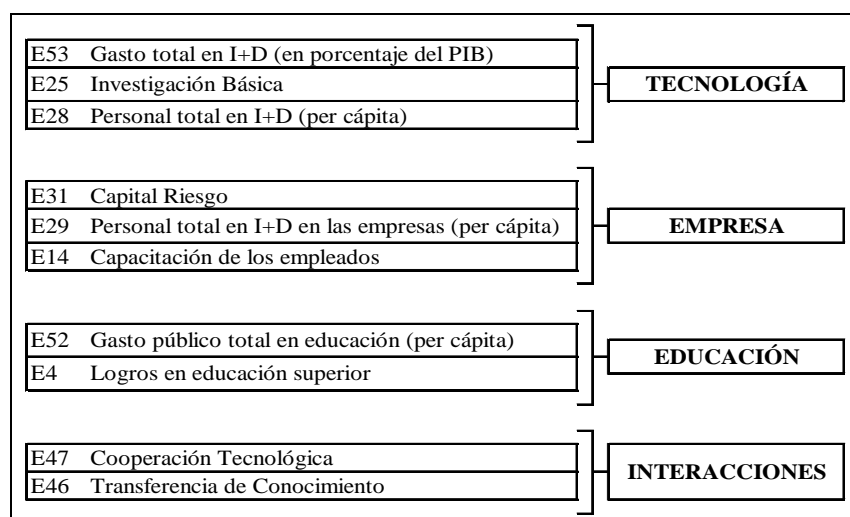 E53 Gasto total en I+D (en porcentaje del PIB)
E25 Investigación Básica
E28 Personal total en I+D (per cápita)
TECNOLOGÍA
E31 Capital Riesgo
E29 Personal total en I+D en las empresas (per cápita)
E14 Capacitación de los empleados
EMPRESA
E52 Gasto público total en educación (per cápita)
E4 Logros en educación superior
EDUCACIÓN
E47 Cooperación Tecnológica
E46 Transferencia de Conocimiento
INTERACCIONES